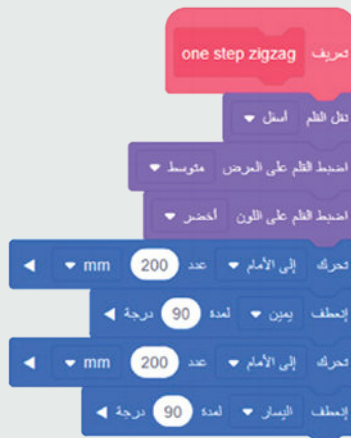 تعريف one step zigzag
نقل القلم أسفل
اضبط القلم على العرض متوسط
اضبط القلم على اللون أخضر
تحرك إلى الأمام عدد 200 mm
إنعطف يمين لمدة 90 درجة
تحرك إلى الأمام عدد 200 mm
إنعطف اليسار لمدة 90 درجة